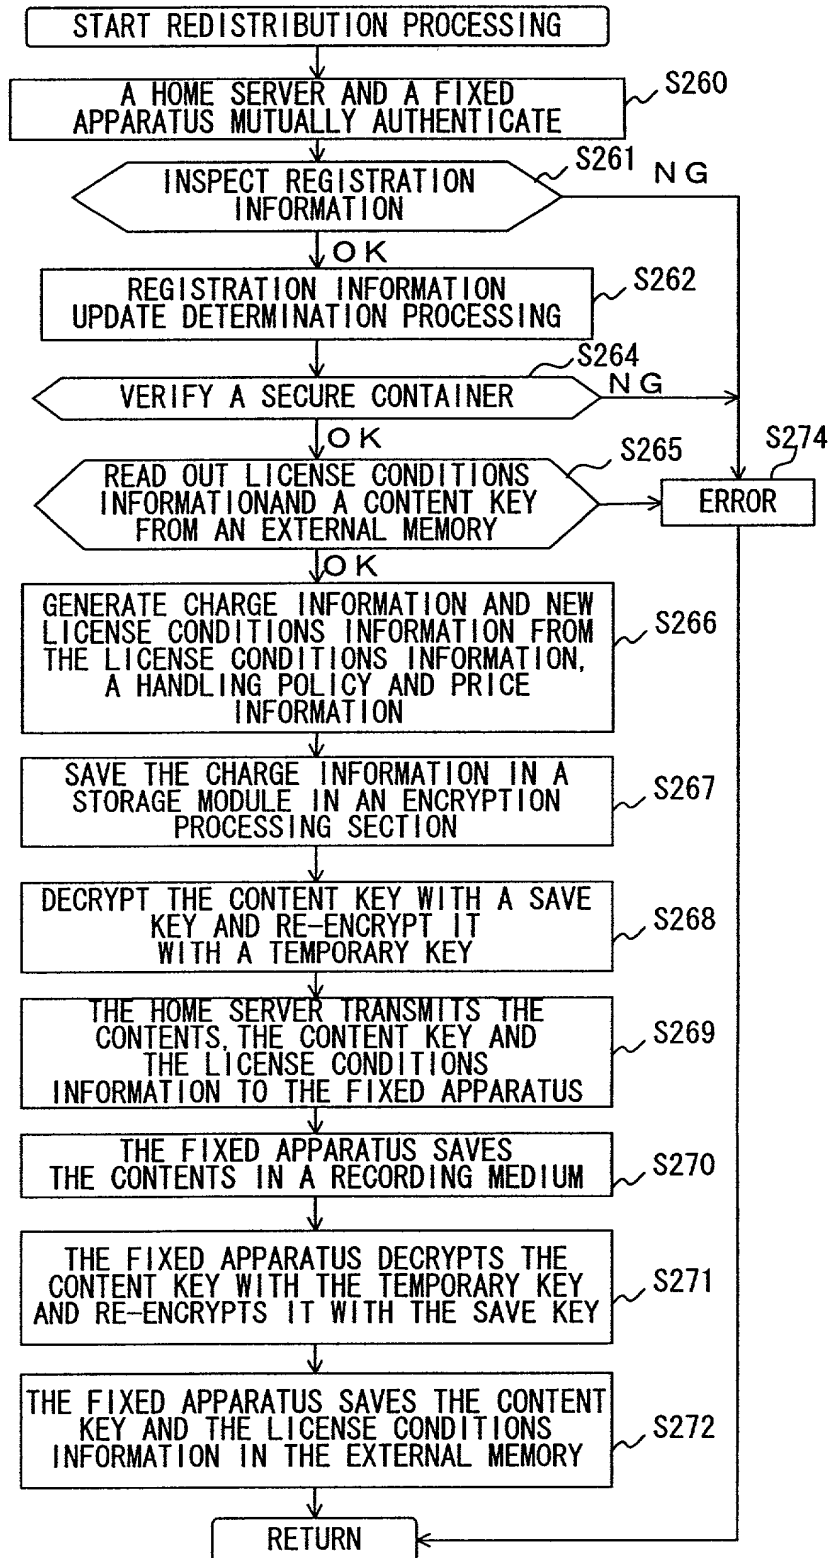 START REDISTRIBUTION PROCESSING
A HOME SERVER AND A FIXED
APPARATUS MUTUALLY AUTHENTICATE
S260
INSPECT REGISTRATION
INFORMATION
S261
NG
OK
REGISTRATION INFORMATION
UPDATE DETERMINATION PROCESSING
S262
VERIFY A SECURE CONTAINER
S264
NG
OK
READ OUT LICENSE CONDITIONS
INFORMATIONAND A CONTENT KEY
FROM AN EXTERNAL MEMORY
S265
S274
ERROR
OK
GENERATE CHARGE INFORMATION AND NEW
LICENSE CONDITIONS INFORMATION FROM
THE LICENSE CONDITIONS INFORMATION,
A HANDLING POLICY AND PRICE
INFORMATION
S266
SAVE THE CHARGE INFORMATION IN A
STORAGE MODULE IN AN ENCRYPTION
PROCESSING SECTION
S267
DECRYPT THE CONTENT KEY WITH A SAVE
KEY AND RE-ENCRYPT IT
WITH A TEMPORARY KEY
S268
THE HOME SERVER TRANSMITS THE
CONTENTS, THE CONTENT KEY AND
THE LICENSE CONDITIONS
INFORMATION TO THE FIXED APPARATUS
S269
THE FIXED APPARATUS SAVES
THE CONTENTS IN A RECORDING MEDIUM
S270
THE FIXED APPARATUS DECRYPTS THE
CONTENT KEY WITH THE TEMPORARY KEY
AND RE-ENCRYPTS IT WITH THE SAVE KEY
S271
THE FIXED APPARATUS SAVES THE CONTENT
KEY AND THE LICENSE CONDITIONS
INFORMATION IN THE EXTERNAL MEMORY
S272
RETURN